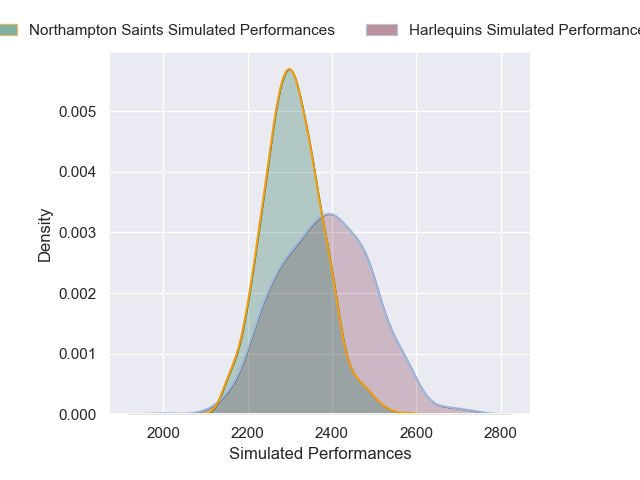 Northampton Saints Simulated Performances
Harlequins Simulated Performance
0.005
0.004
0.003
0.002
0.001
0.000
Density
2000 2200 2400 2600 2800
Simulated Performances